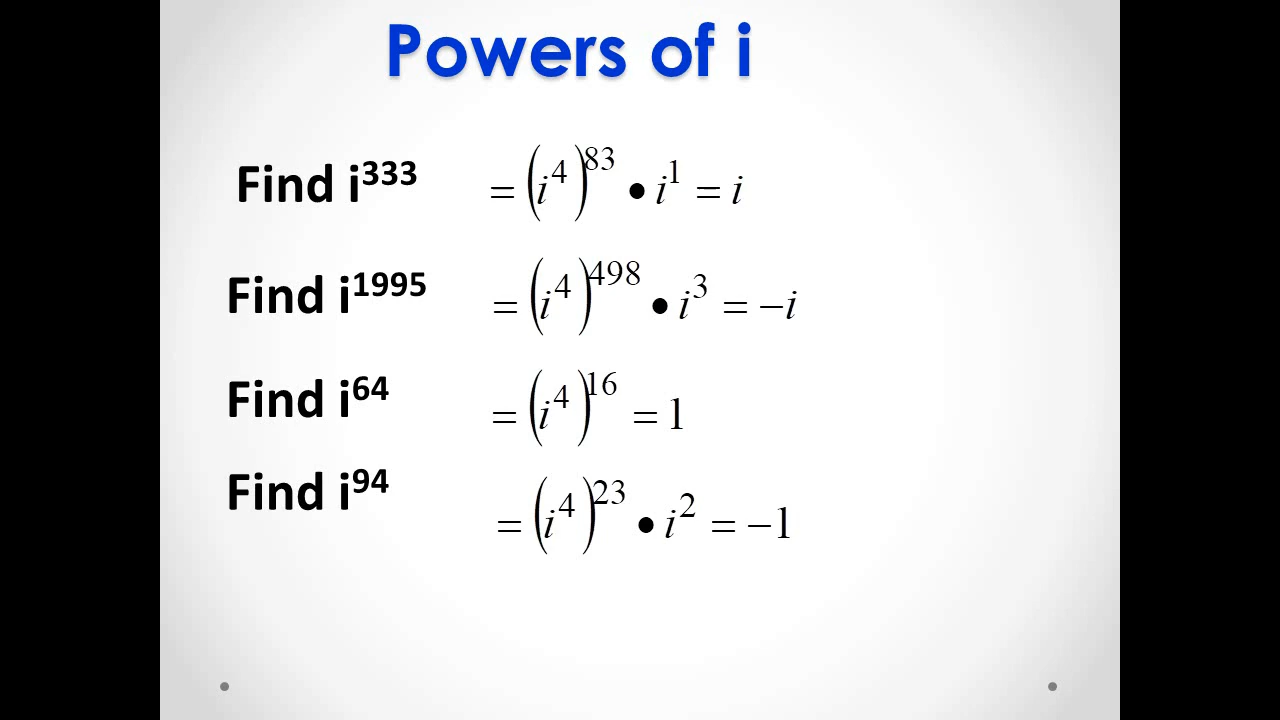 Powers of i
Find i³³³ = (i⁴)⁸³ • i¹ = i
Find i¹⁹⁹⁵ = (i⁴)⁴⁹⁸ • i³ = −i
Find i⁶⁴ = (i⁴)¹⁶ = 1
Find i⁹⁴ = (i⁴)²³ • i² = −1